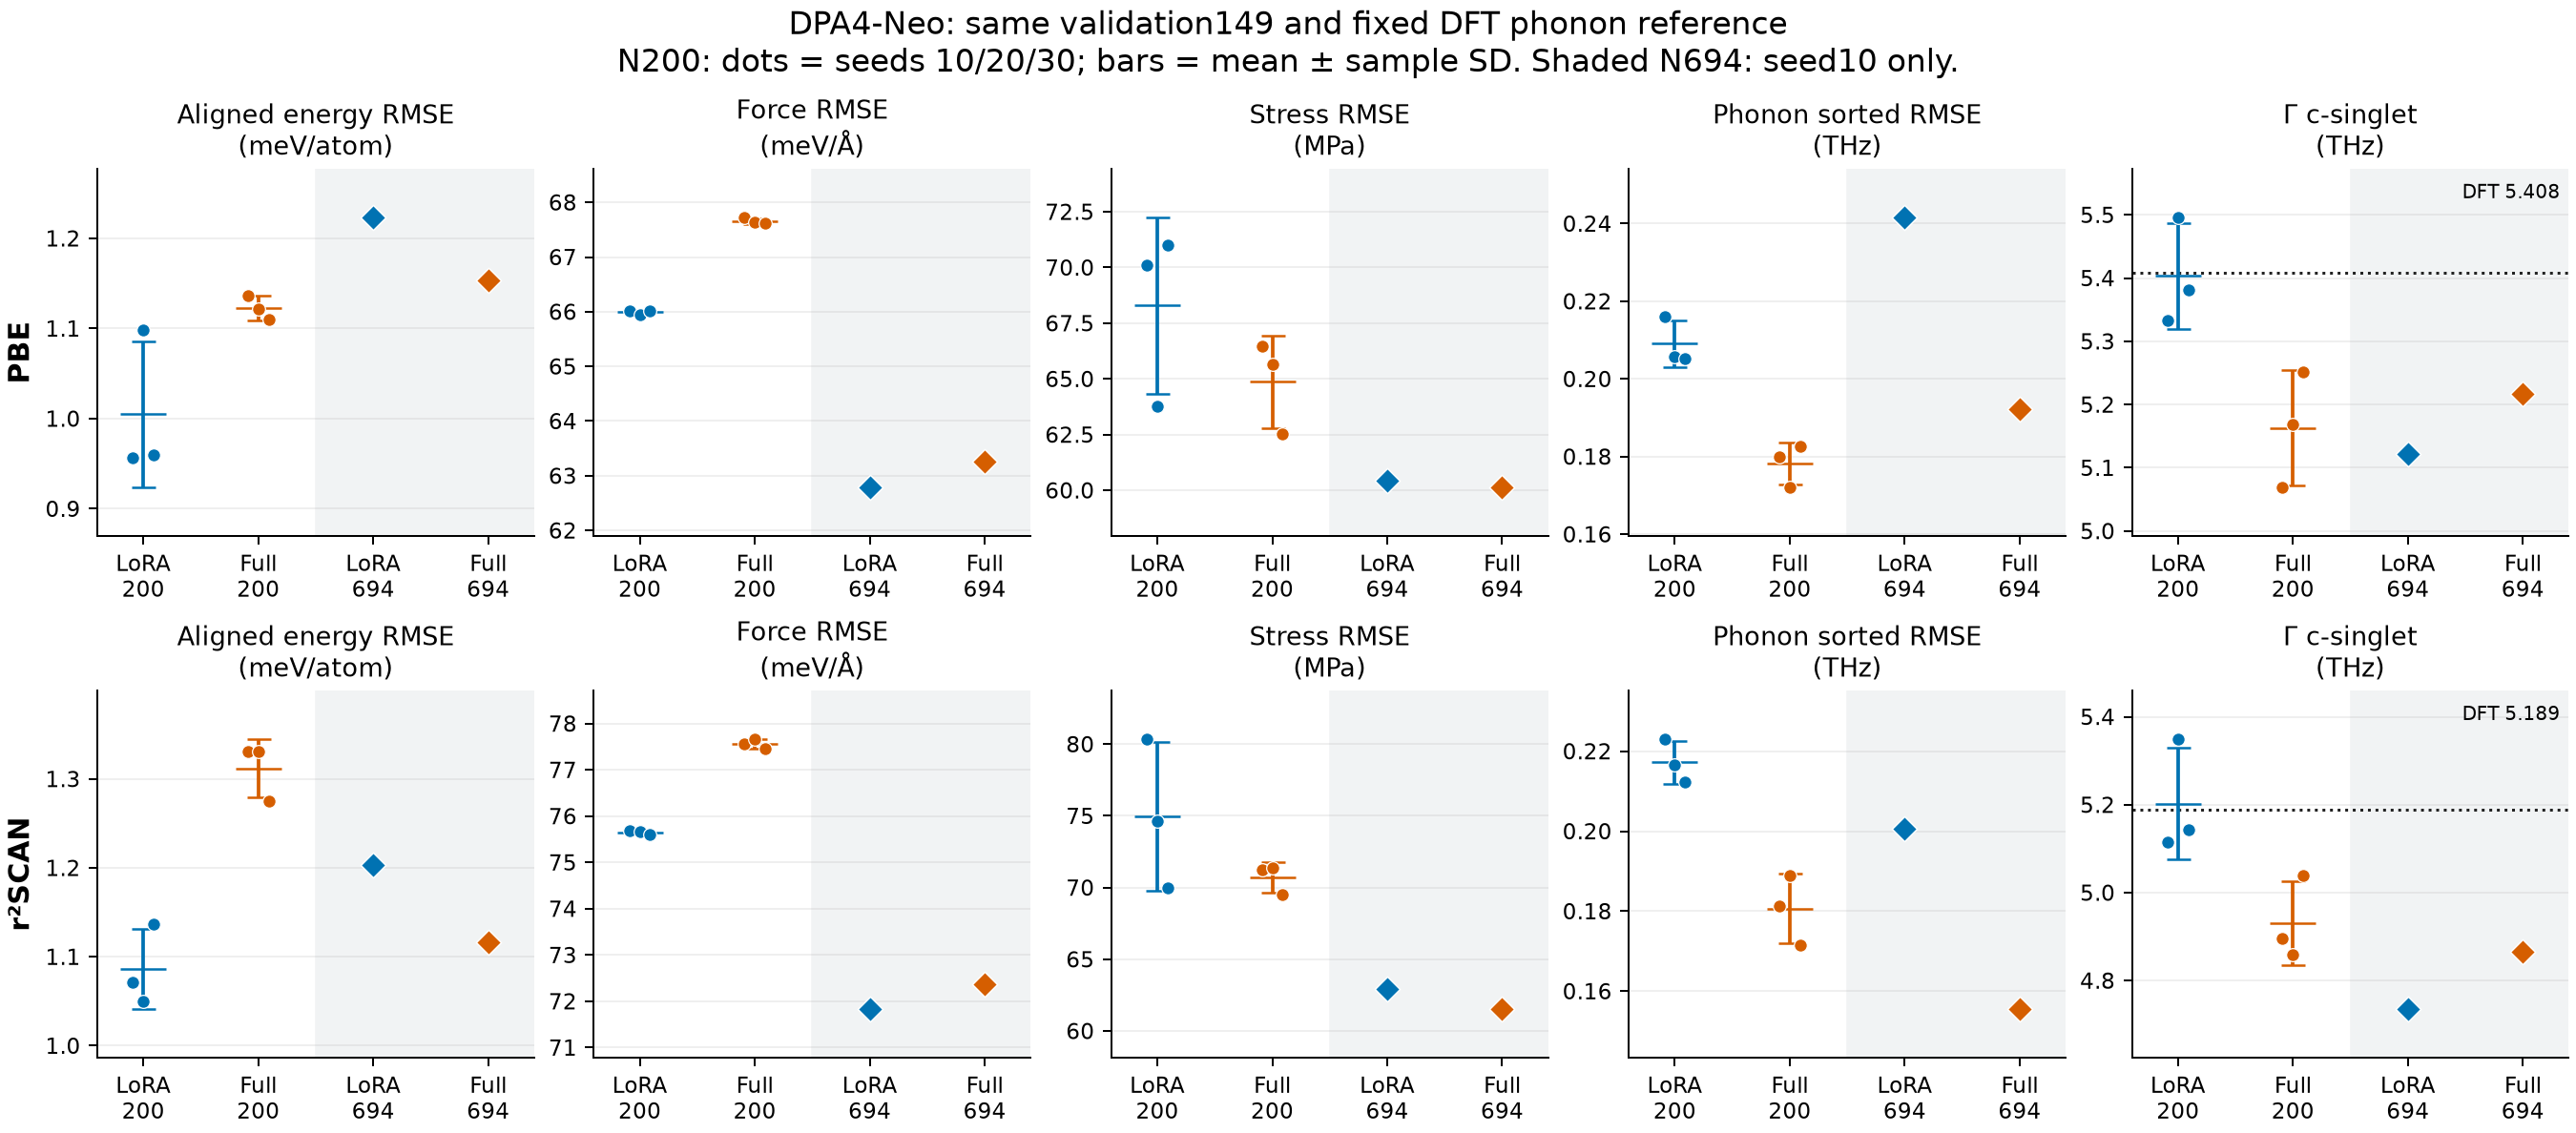 DPA4-Neo: same validation149 and fixed DFT phonon reference
N200: dots = seeds 10/20/30; bars = mean ± sample SD. Shaded N694: seed10 only.
PBE
Aligned energy RMSE
(meV/atom)
1.2
1.1
1.0
0.9
LoRA
200
Full
200
LoRA
694
Full
694
Force RMSE
(meV/Å)
68
67
66
65
64
63
62
LoRA
200
Full
200
LoRA
694
Full
694
Stress RMSE
(MPa)
72.5
70.0
67.5
65.0
62.5
60.0
LoRA
200
Full
200
LoRA
694
Full
694
Phonon sorted RMSE
(THz)
0.24
0.22
0.20
0.18
0.16
LoRA
200
Full
200
LoRA
694
Full
694
Γ c-singlet
(THz)
DFT 5.408
5.5
5.4
5.3
5.2
5.1
5.0
LoRA
200
Full
200
LoRA
694
Full
694
r²SCAN
Aligned energy RMSE
(meV/atom)
1.3
1.2
1.1
1.0
LoRA
200
Full
200
LoRA
694
Full
694
Force RMSE
(meV/Å)
78
77
76
75
74
73
72
71
LoRA
200
Full
200
LoRA
694
Full
694
Stress RMSE
(MPa)
80
75
70
65
60
LoRA
200
Full
200
LoRA
694
Full
694
Phonon sorted RMSE
(THz)
0.22
0.20
0.18
0.16
LoRA
200
Full
200
LoRA
694
Full
694
Γ c-singlet
(THz)
DFT 5.189
5.4
5.2
5.0
4.8
LoRA
200
Full
200
LoRA
694
Full
694